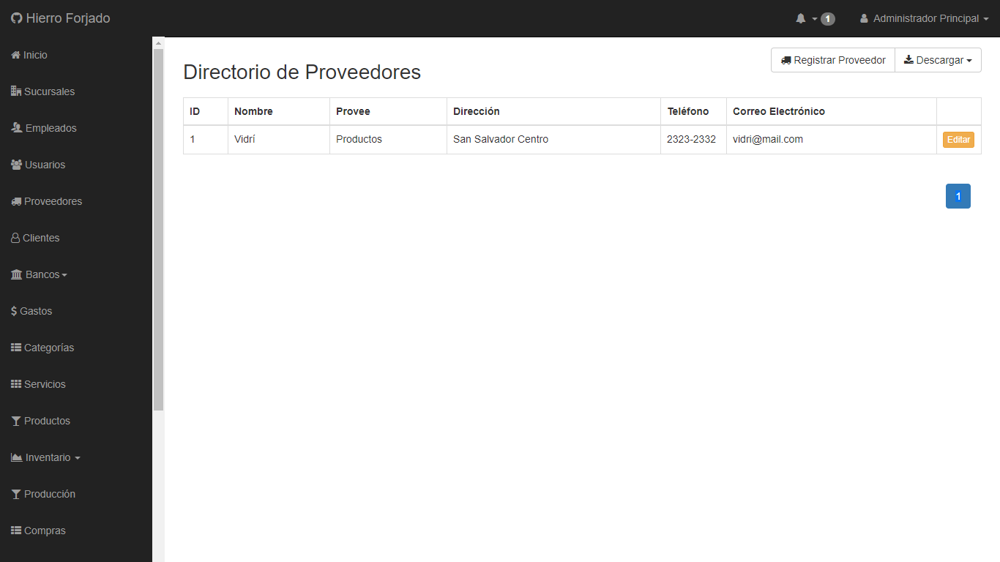 Hierro Forjado
1
Administrador Principal
Inicio
Sucursales
Empleados
Usuarios
Proveedores
Clientes
Bancos
$ Gastos
Categorías
Servicios
Productos
Inventario
Producción
Compras
Directorio de Proveedores
Registrar Proveedor
Descargar
ID Nombre Provee Dirección Teléfono Correo Electrónico
1 Vidrí Productos San Salvador Centro 2323-2332 vidri@mail.com Editar
1